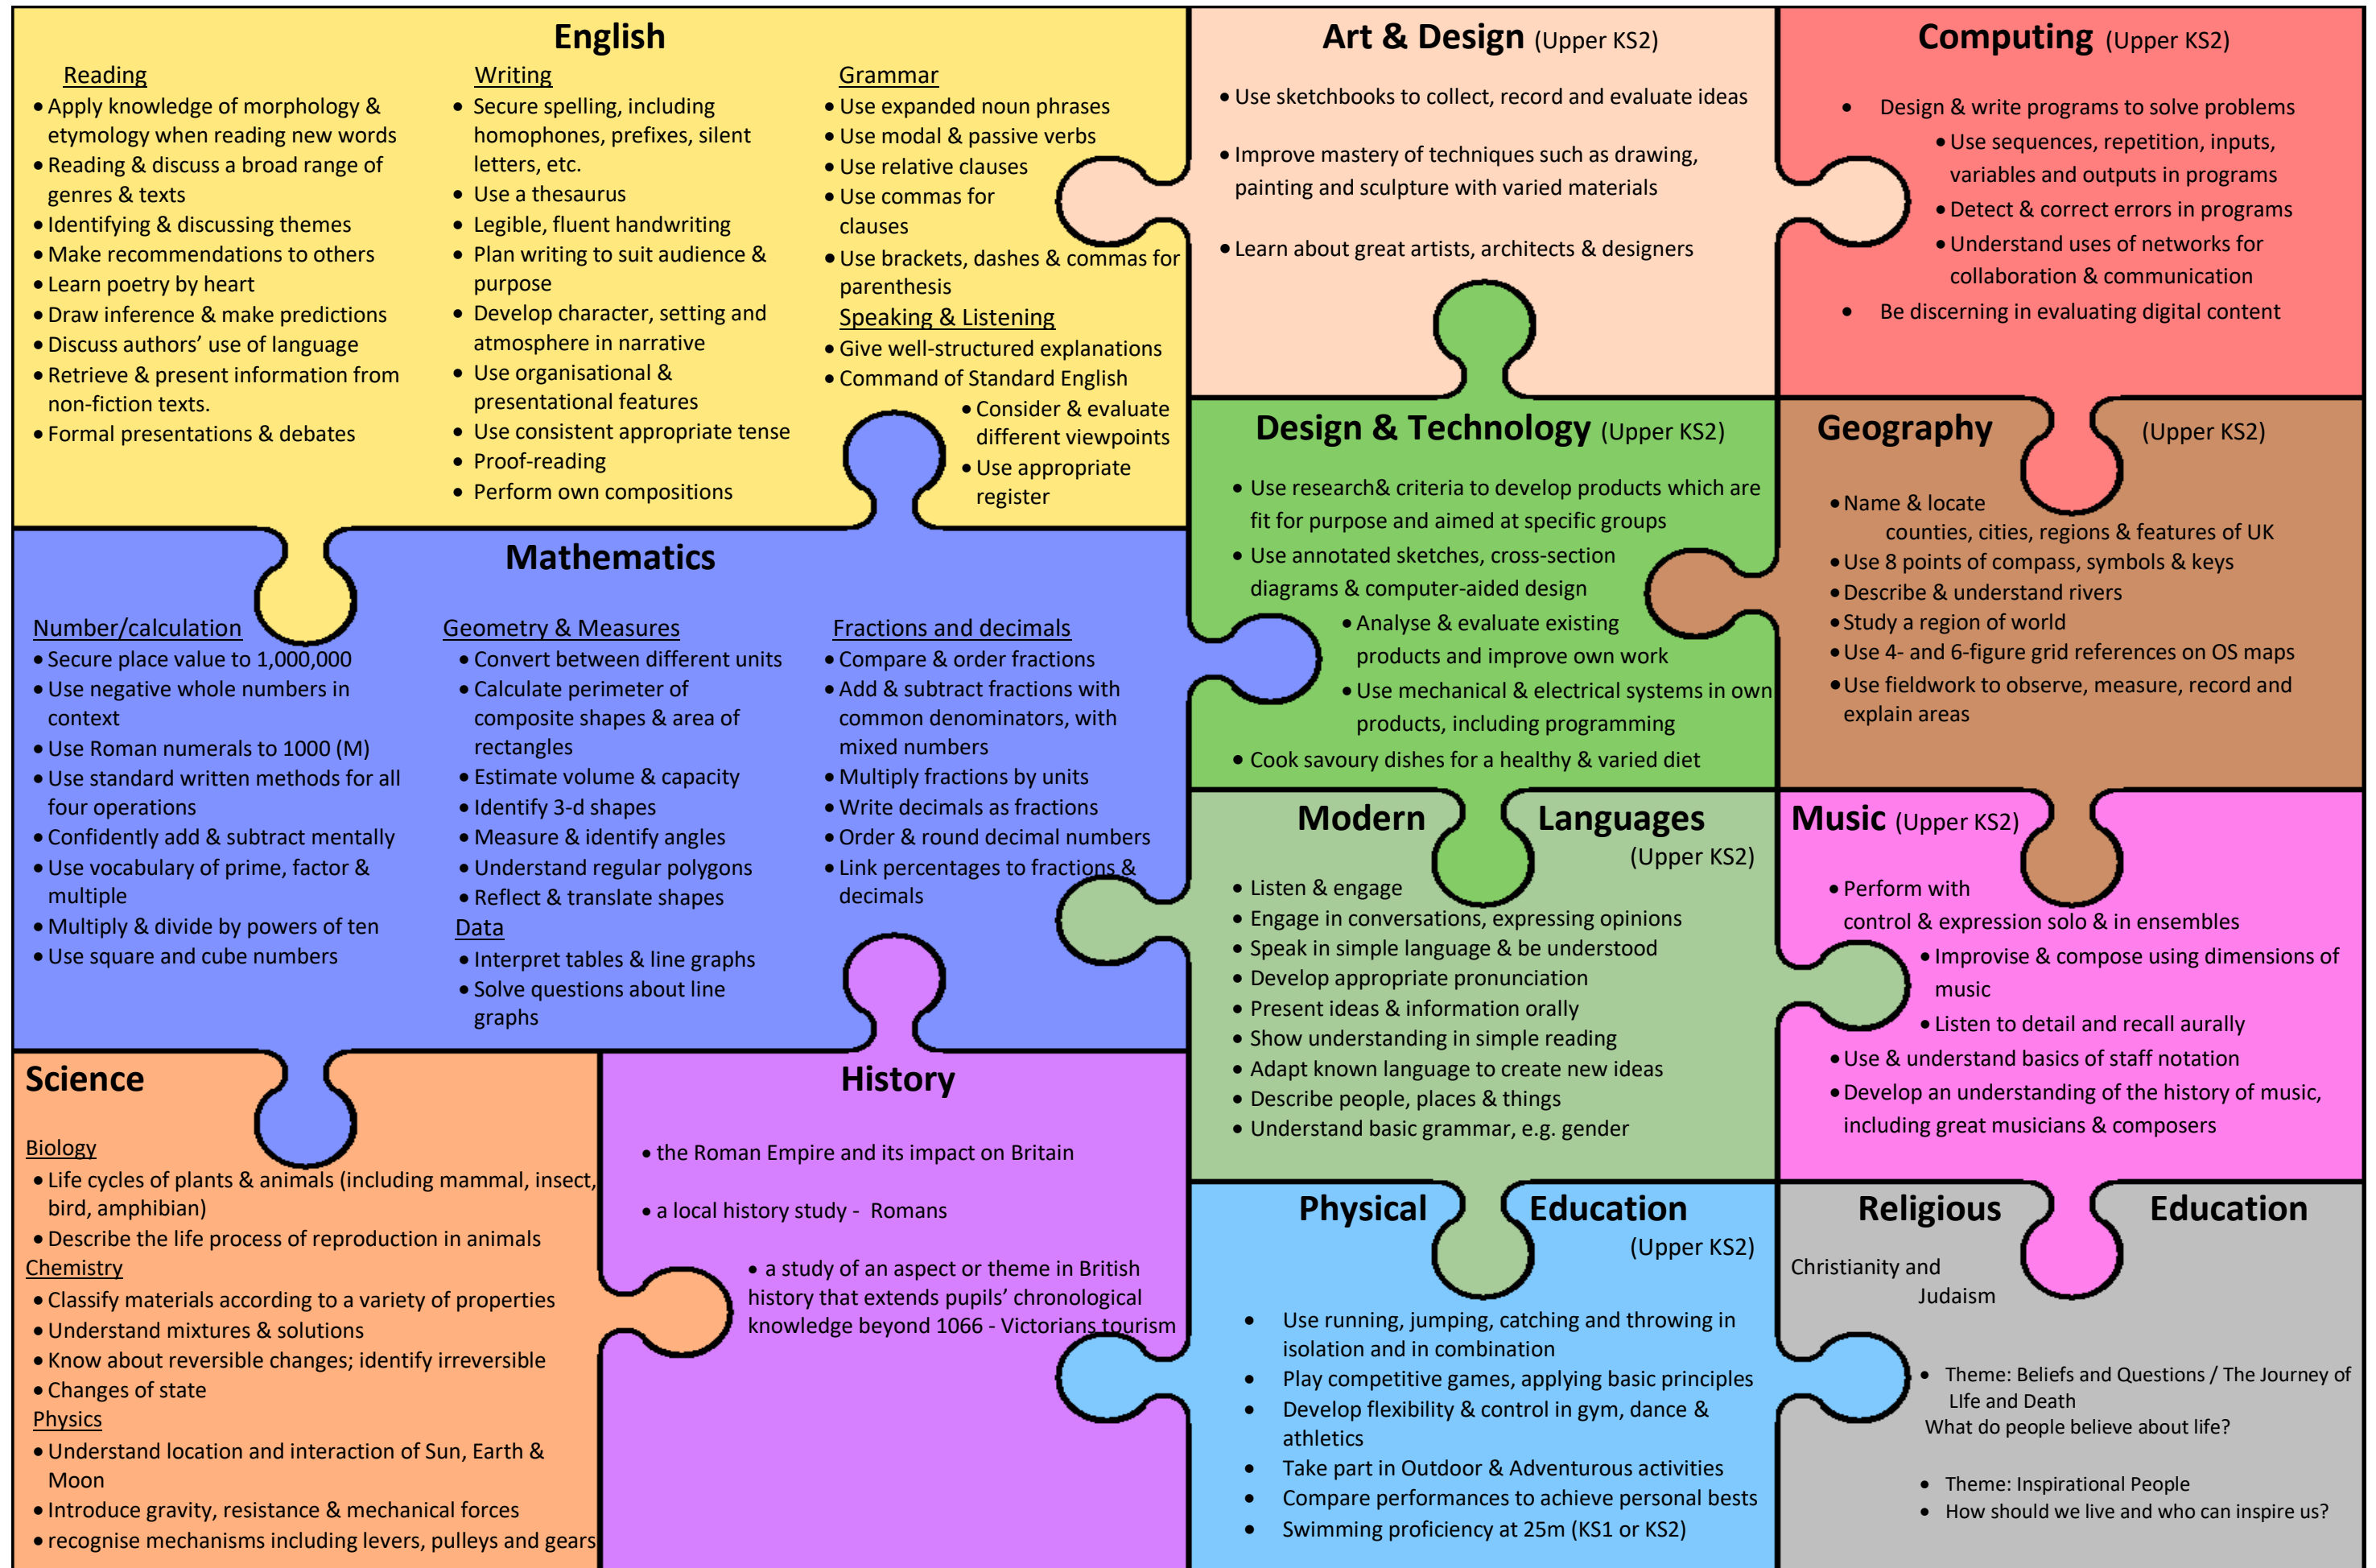 English
Reading
• Apply knowledge of morphology &
etymology when reading new words
• Reading & discuss a broad range of
genres & texts
• Identifying & discussing themes
• Make recommendations to others
• Learn poetry by heart
• Draw inference & make predictions
• Discuss authors’ use of language
• Retrieve & present information from
non-fiction texts.
• Formal presentations & debates
Writing
• Secure spelling, including
homophones, prefixes, silent
letters, etc.
• Use a thesaurus
• Legible, fluent handwriting
• Plan writing to suit audience &
purpose
• Develop character, setting and
atmosphere in narrative
• Use organisational &
presentational features
• Use consistent appropriate tense
• Proof-reading
• Perform own compositions
Grammar
• Use expanded noun phrases
• Use modal & passive verbs
• Use relative clauses
• Use commas for
clauses
• Use brackets, dashes & commas for
parenthesis
Speaking & Listening
• Give well-structured explanations
• Command of Standard English
• Consider & evaluate
different viewpoints
• Use appropriate
register
Art & Design (Upper KS2)
• Use sketchbooks to collect, record and evaluate ideas
• Improve mastery of techniques such as drawing,
painting and sculpture with varied materials
• Learn about great artists, architects & designers
Computing (Upper KS2)
• Design & write programs to solve problems
• Use sequences, repetition, inputs,
variables and outputs in programs
• Detect & correct errors in programs
• Understand uses of networks for
collaboration & communication
• Be discerning in evaluating digital content
Design & Technology (Upper KS2)
• Use research& criteria to develop products which are
fit for purpose and aimed at specific groups
• Use annotated sketches, cross-section
diagrams & computer-aided design
• Analyse & evaluate existing
products and improve own work
• Use mechanical & electrical systems in own
products, including programming
• Cook savoury dishes for a healthy & varied diet
Geography (Upper KS2)
• Name & locate
counties, cities, regions & features of UK
• Use 8 points of compass, symbols & keys
• Describe & understand rivers
• Study a region of world
• Use 4- and 6-figure grid references on OS maps
• Use fieldwork to observe, measure, record and
explain areas
Mathematics
Number/calculation
• Secure place value to 1,000,000
• Use negative whole numbers in
context
• Use Roman numerals to 1000 (M)
• Use standard written methods for all
four operations
• Confidently add & subtract mentally
• Use vocabulary of prime, factor &
multiple
• Multiply & divide by powers of ten
• Use square and cube numbers
Geometry & Measures
• Convert between different units
• Calculate perimeter of
composite shapes & area of
rectangles
• Estimate volume & capacity
• Identify 3-d shapes
• Measure & identify angles
• Understand regular polygons
• Reflect & translate shapes
Data
• Interpret tables & line graphs
• Solve questions about line
graphs
Fractions and decimals
• Compare & order fractions
• Add & subtract fractions with
common denominators, with
mixed numbers
• Multiply fractions by units
• Write decimals as fractions
• Order & round decimal numbers
• Link percentages to fractions &
decimals
Modern Languages
(Upper KS2)
• Listen & engage
• Engage in conversations, expressing opinions
• Speak in simple language & be understood
• Develop appropriate pronunciation
• Present ideas & information orally
• Show understanding in simple reading
• Adapt known language to create new ideas
• Describe people, places & things
• Understand basic grammar, e.g. gender
Music (Upper KS2)
• Perform with
control & expression solo & in ensembles
• Improvise & compose using dimensions of
music
• Listen to detail and recall aurally
• Use & understand basics of staff notation
• Develop an understanding of the history of music,
including great musicians & composers
Science
Biology
• Life cycles of plants & animals (including mammal, insect,
bird, amphibian)
• Describe the life process of reproduction in animals
Chemistry
• Classify materials according to a variety of properties
• Understand mixtures & solutions
• Know about reversible changes; identify irreversible
• Changes of state
Physics
• Understand location and interaction of Sun, Earth &
Moon
• Introduce gravity, resistance & mechanical forces
• recognise mechanisms including levers, pulleys and gears
History
• the Roman Empire and its impact on Britain
• a local history study - Romans
• a study of an aspect or theme in British
history that extends pupils’ chronological
knowledge beyond 1066 - Victorians tourism
Physical Education
(Upper KS2)
• Use running, jumping, catching and throwing in
isolation and in combination
• Play competitive games, applying basic principles
• Develop flexibility & control in gym, dance &
athletics
• Take part in Outdoor & Adventurous activities
• Compare performances to achieve personal bests
• Swimming proficiency at 25m (KS1 or KS2)
Religious Education
Christianity and
Judaism
• Theme: Beliefs and Questions / The Journey of
LIfe and Death
What do people believe about life?
• Theme: Inspirational People
• How should we live and who can inspire us?